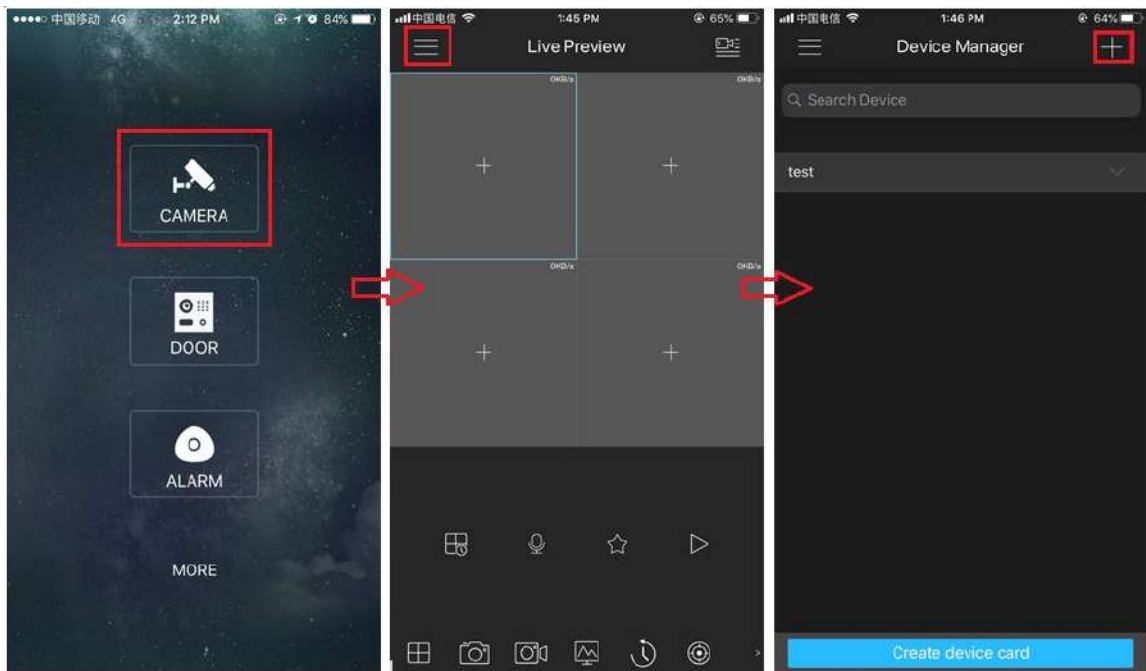 中国移动 4G 2:12 PM 84%
CAMERA
DOOR
ALARM
MORE
中国电信 1:45 PM 65%
Live Preview
0KB/s 0KB/s
0KB/s 0KB/s
中国电信 1:46 PM 64%
Device Manager
Search Device
test
Create device card